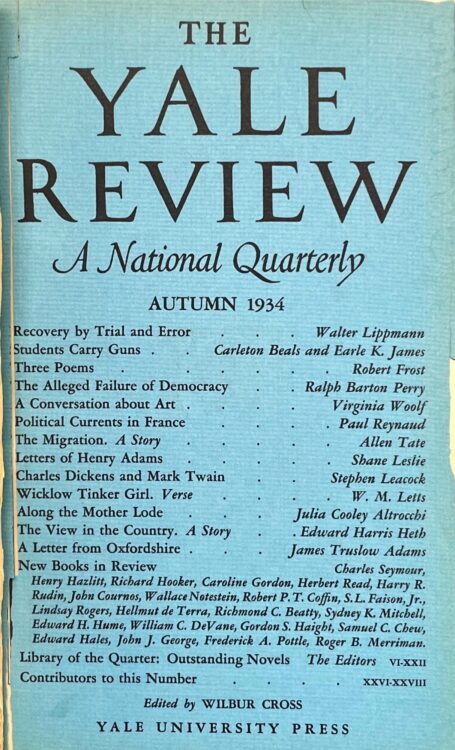 THE
YALE
REVIEW
A National Quarterly
AUTUMN 1934
Recovery by Trial and Error . . . Walter Lippmann
Students Carry Guns . . Carleton Beals and Earle K. James
Three Poems . . . . . . Robert Frost
The Alleged Failure of Democracy . . Ralph Barton Perry
A Conversation about Art . . . . Virginia Woolf
Political Currents in France . . . . Paul Reynaud
The Migration. A Story . . . . Allen Tate
Letters of Henry Adams . . . . Shane Leslie
Charles Dickens and Mark Twain . . . Stephen Leacock
Wicklow Tinker Girl. Verse . . . . W. M. Letts
Along the Mother Lode . . . Julia Cooley Altrocchi
The View in the Country. A Story . . Edward Harris Heth
A Letter from Oxfordshire . . . James Truslow Adams
New Books in Review Charles Seymour,
Henry Hazlitt, Richard Hooker, Caroline Gordon, Herbert Read, Harry R.
Rudin, John Cournos, Wallace Notestein, Robert P. T. Coffin, S. L. Faison, Jr.,
Lindsay Rogers, Hellmut de Terra, Richmond C. Beatty, Sydney K. Mitchell,
Edward H. Hume, William C. DeVane, Gordon S. Haight, Samuel C. Chew,
Edward Hales, John J. George, Frederick A. Pottle, Roger B. Merriman.
Library of the Quarter: Outstanding Novels The Editors VI-XXII
Contributors to this Number . . . . XXVI-XXVIII
Edited by WILBUR CROSS
YALE UNIVERSITY PRESS